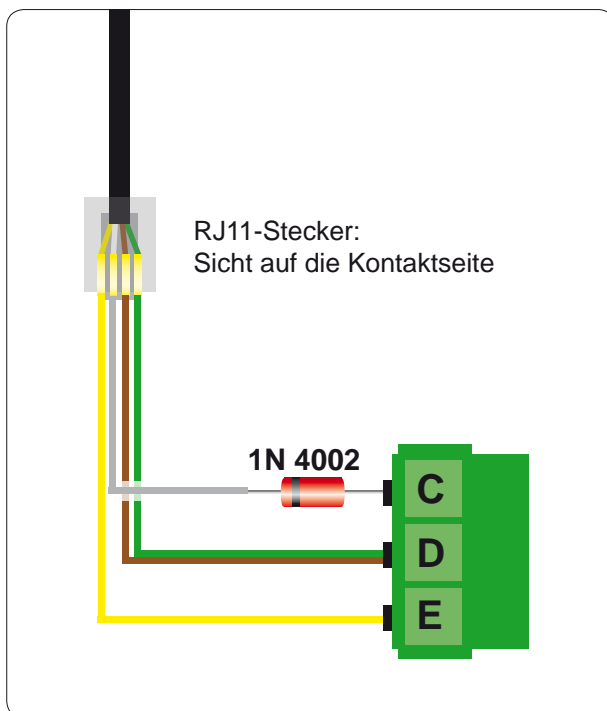 RJ11-Stecker:
Sicht auf die Kontaktseite
1N 4002
C
D
E